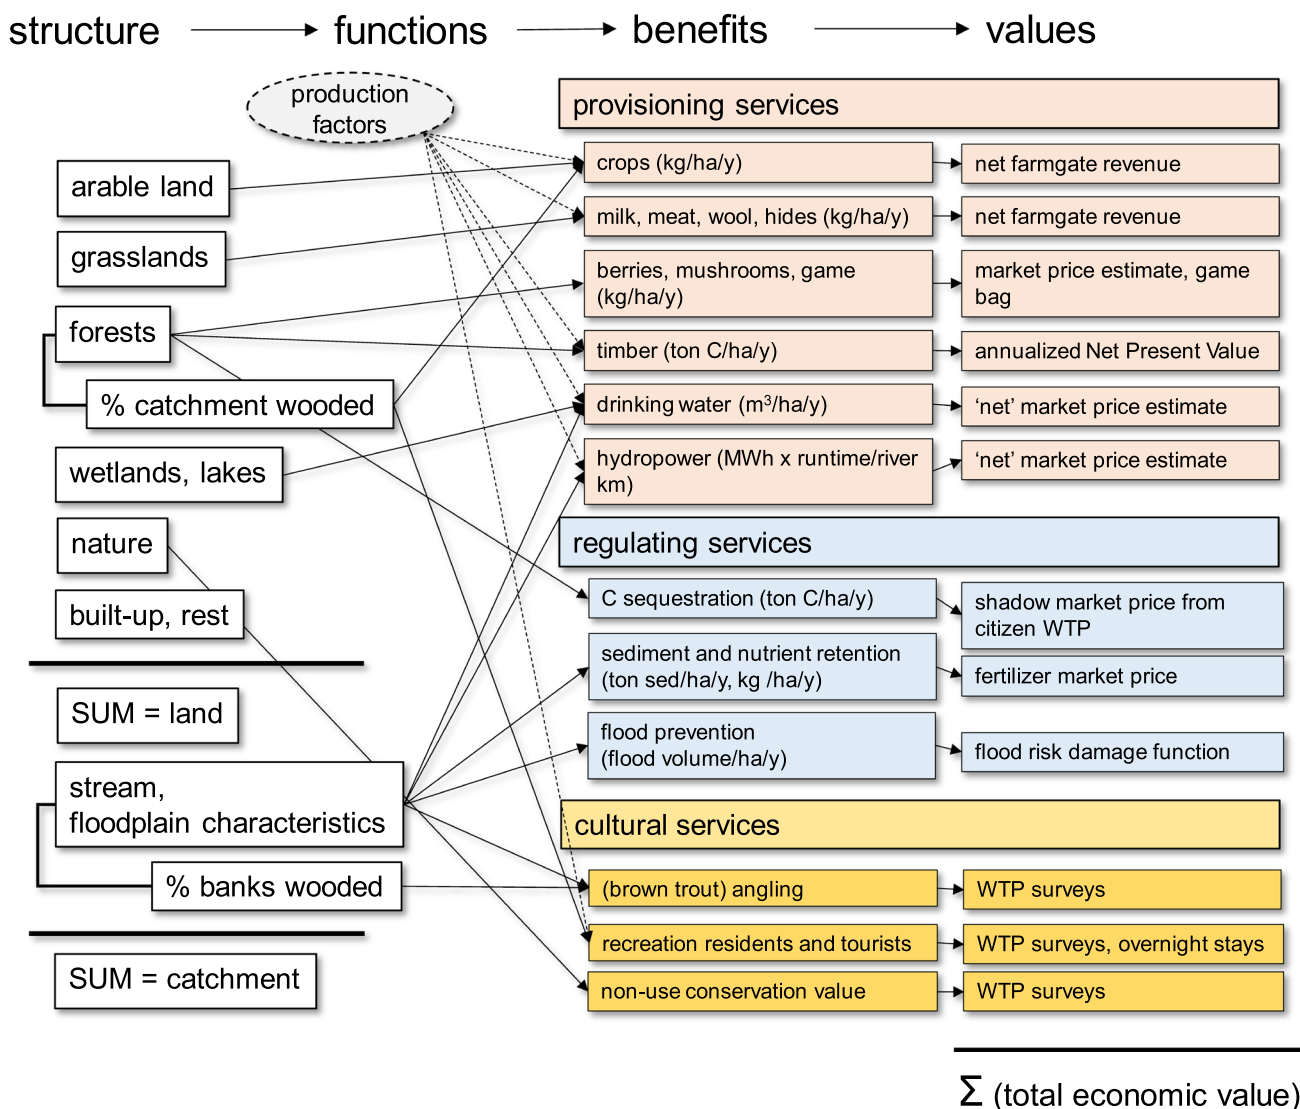 structure
functions
benefits
values
production
factors
provisioning services
arable land
crops (kg/ha/y)
net farmgate revenue
grasslands
milk, meat, wool, hides (kg/ha/y)
net farmgate revenue
forests
berries, mushrooms, game
(kg/ha/y)
market price estimate, game
bag
timber (ton C/ha/y)
annualized Net Present Value
% catchment wooded
drinking water (m³/ha/y)
‘net’ market price estimate
wetlands, lakes
hydropower (MWh x runtime/river
km)
‘net’ market price estimate
nature
regulating services
built-up, rest
C sequestration (ton C/ha/y)
shadow market price from
citizen WTP
sediment and nutrient retention
(ton sed/ha/y, kg /ha/y)
fertilizer market price
SUM = land
flood prevention
(flood volume/ha/y)
flood risk damage function
stream,
floodplain characteristics
cultural services
% banks wooded
(brown trout) angling
WTP surveys
recreation residents and tourists
WTP surveys, overnight stays
SUM = catchment
non-use conservation value
WTP surveys
Σ (total economic value)